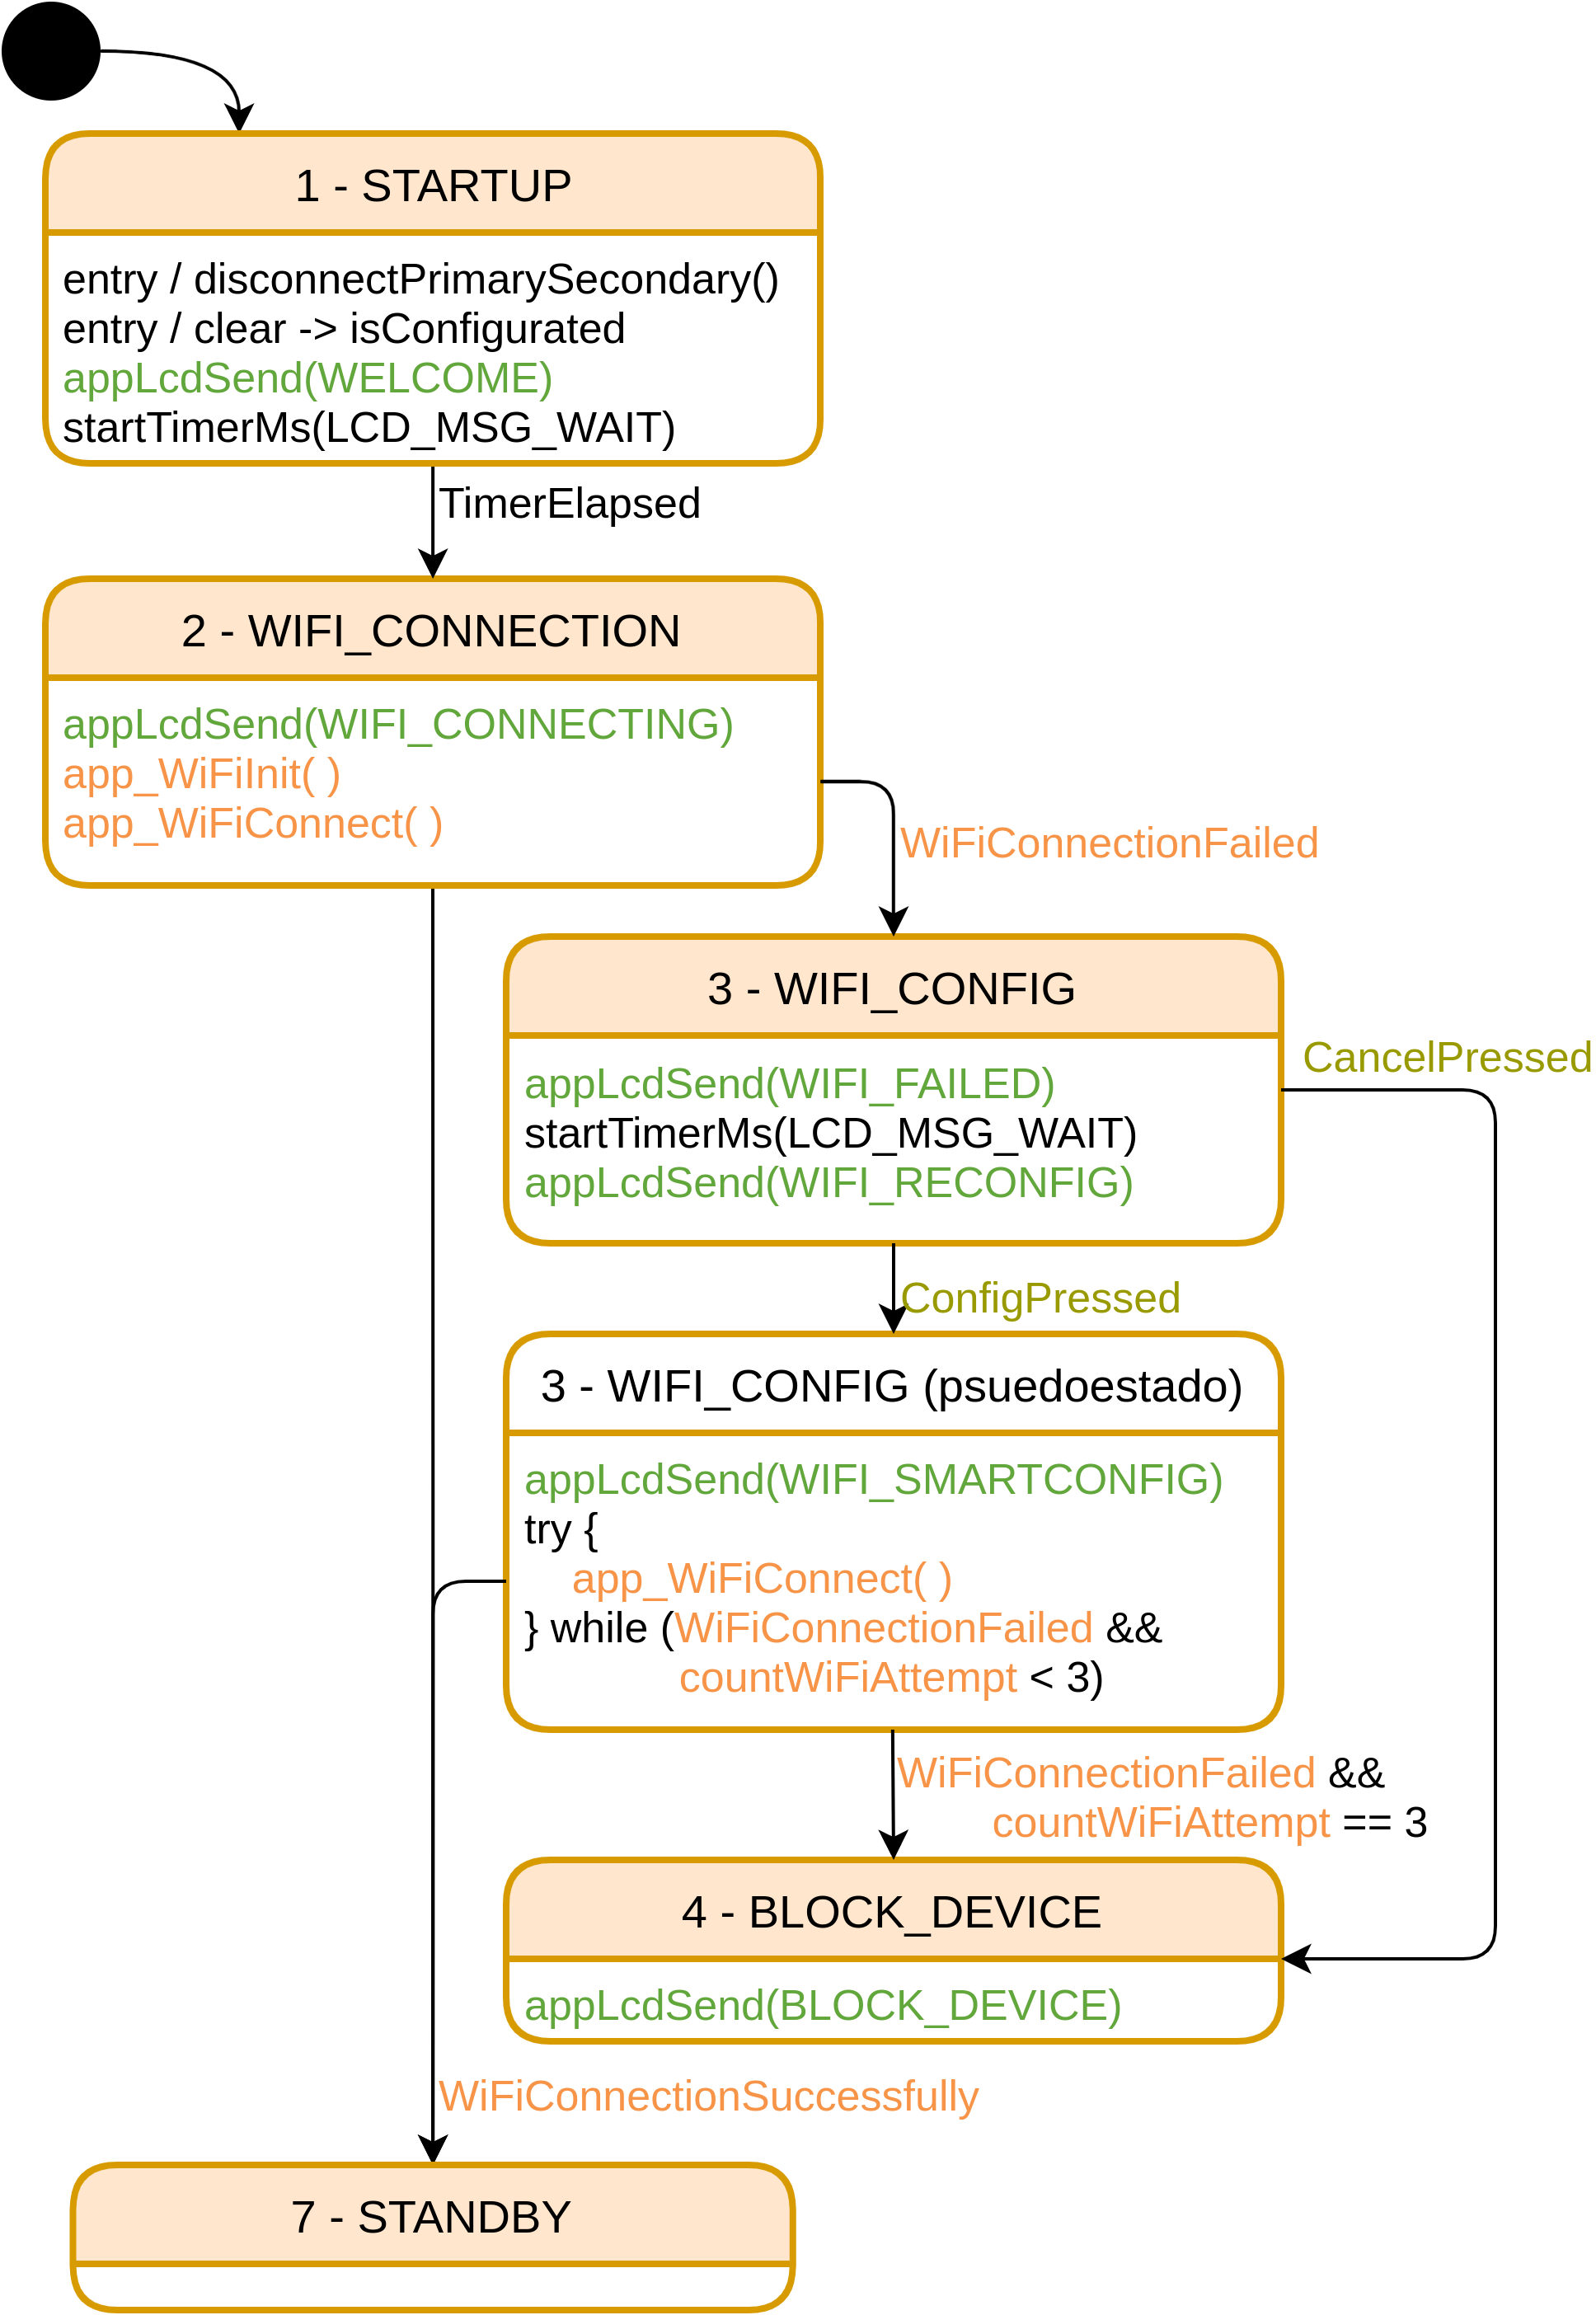 1 - STARTUP
entry / disconnectPrimarySecondary()
entry / clear -> isConfigurated
appLcdSend(WELCOME)
startTimerMs(LCD_MSG_WAIT)
TimerElapsed
2 - WIFI_CONNECTION
appLcdSend(WIFI_CONNECTING)
app_WiFiInit( )
app_WiFiConnect( )
WiFiConnectionFailed
3 - WIFI_CONFIG
appLcdSend(WIFI_FAILED)
startTimerMs(LCD_MSG_WAIT)
appLcdSend(WIFI_RECONFIG)
CancelPressed
ConfigPressed
3 - WIFI_CONFIG (psuedoestado)
appLcdSend(WIFI_SMARTCONFIG)
try {
app_WiFiConnect( )
} while (WiFiConnectionFailed &&
countWiFiAttempt < 3)
WiFiConnectionFailed &&
countWiFiAttempt == 3
4 - BLOCK_DEVICE
appLcdSend(BLOCK_DEVICE)
WiFiConnectionSuccessfully
7 - STANDBY